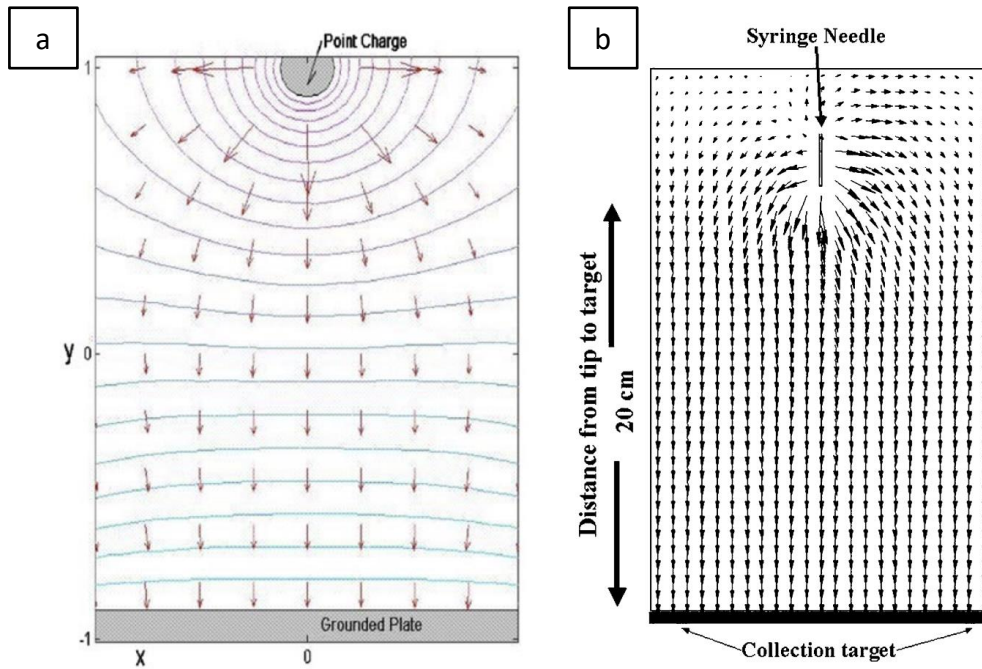 a
Point Charge
1
y
0
Grounded Plate
-1
x
0
b
Syringe Needle
Distance from tip to target
20 cm
Collection target